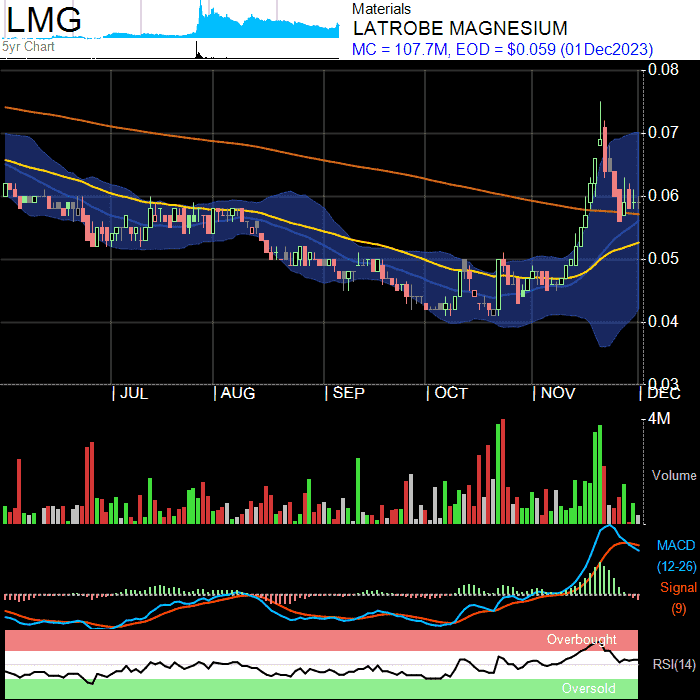 LMG
5yr Chart
Materials
LATROBE MAGNESIUM
MC = 107.7M, EOD = $0.059 (01Dec2023)
0.08
0.07
0.06
0.05
0.04
0.03
JUL AUG SEP OCT NOV DEC
4M
Volume
MACD
(12-26)
Signal
(9)
Overbought
RSI(14)
Oversold